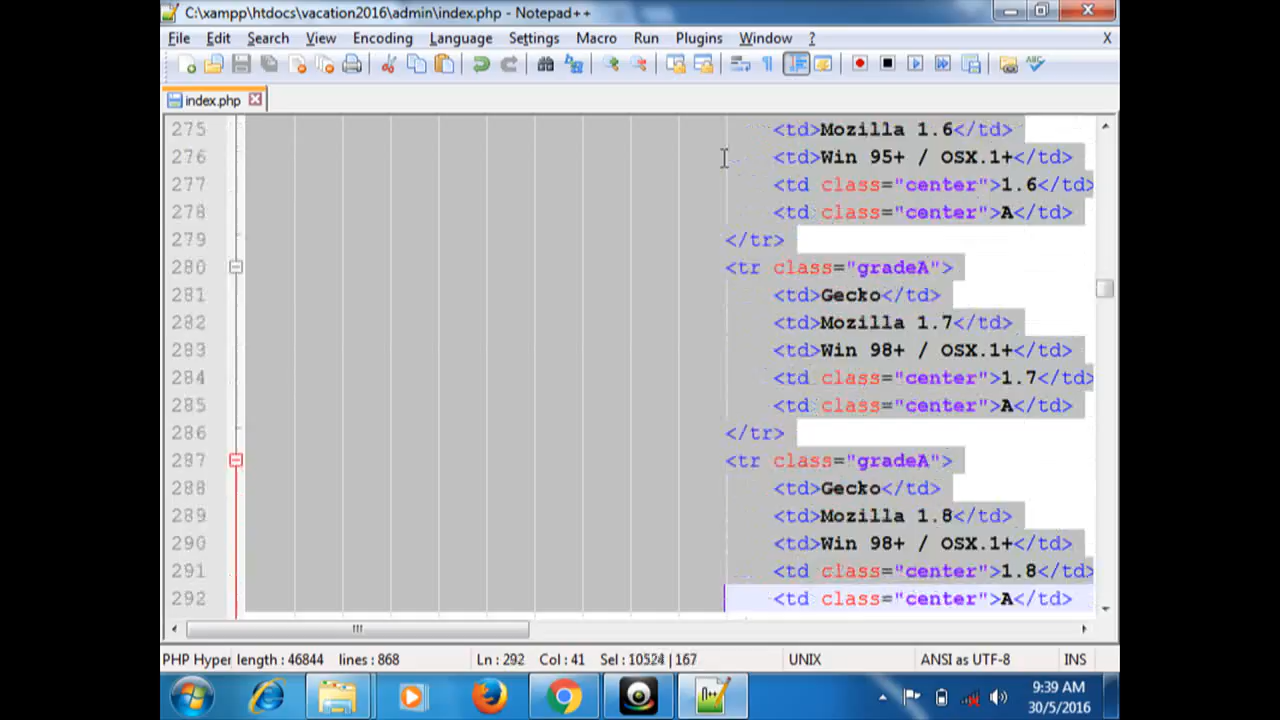 C:\xampp\htdocs\vacation2016\admin\index.php - Notepad++
File Edit Search View Encoding Language Settings Macro Run Plugins Window ? X
index.php
275 <td>Mozilla 1.6</td>
276 <td>Win 95+ / OSX.1+</td>
277 <td class="center">1.6</td>
278 <td class="center">A</td>
279 </tr>
280 <tr class="gradeA">
281 <td>Gecko</td>
282 <td>Mozilla 1.7</td>
283 <td>Win 98+ / OSX.1+</td>
284 <td class="center">1.7</td>
285 <td class="center">A</td>
286 </tr>
287 <tr class="gradeA">
288 <td>Gecko</td>
289 <td>Mozilla 1.8</td>
290 <td>Win 98+ / OSX.1+</td>
291 <td class="center">1.8</td>
292 <td class="center">A</td>
PHP Hyper length : 46844 lines : 868 Ln : 292 Col : 41 Sel : 10524 | 167 UNIX ANSI as UTF-8 INS
9:39 AM
30/5/2016